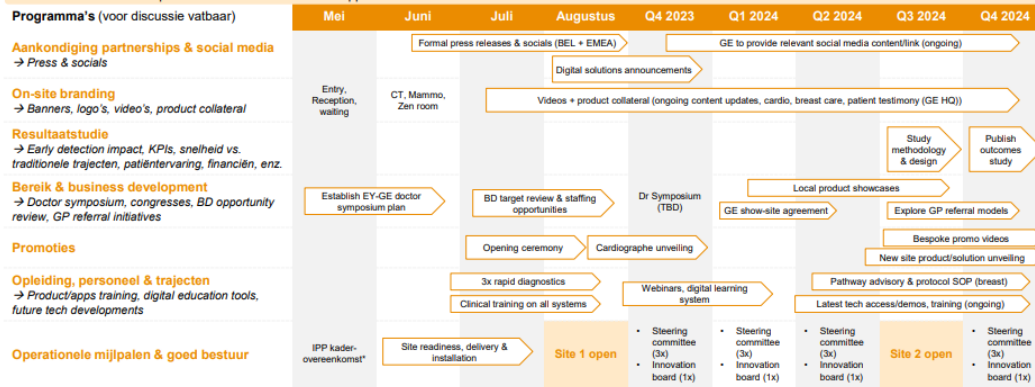 Programma's (voor discussie vatbaar)
Mei
Juni
Juli
Augustus
Q4 2023
Q1 2024
Q2 2024
Q3 2024
Q4 2024
Aankondiging partnerships & social media
→ Press & socials
Formal press releases & socials (BEL + EMEA)
GE to provide relevant social media content/link (ongoing)
Digital solutions announcements
On-site branding
→ Banners, logo's, video's, product collateral
Entry,
Reception,
waiting
CT, Mammo,
Zen room
Videos + product collateral (ongoing content updates, cardio, breast care, patient testimony (GE HQ))
Resultaatstudie
→ Early detection impact, KPIs, snelheid vs.
traditionele trajecten, patiëntervaring, financiën, enz.
Study
methodology
& design
Publish
outcomes
study
Bereik & business development
→ Doctor symposium, congresses, BD opportunity
review, GP referral initiatives
Establish EY-GE doctor
symposium plan
BD target review & staffing
opportunities
Dr Symposium
(TBD)
Local product showcases
GE show-site agreement
Explore GP referral models
Promoties
Opening ceremony
Cardiographe unveiling
Bespoke promo videos
New site product/solution unveiling
Opleiding, personeel & trajecten
→ Product/apps training, digital education tools,
future tech developments
3x rapid diagnostics
Clinical training on all systems
Webinars, digital learning
system
Pathway advisory & protocol SOP (breast)
Latest tech access/demos, training (ongoing)
Operationele mijlpalen & goed bestuur
IPP kader-
overeenkomst*
Site readiness, delivery &
installation
Site 1 open
• Steering
committee
(3x)
• Innovation
board (1x)
• Steering
committee
(3x)
• Innovation
board (1x)
• Steering
committee
(3x)
• Innovation
board (1x)
Site 2 open
• Steering
committee
(3x)
• Innovation
board (1x)